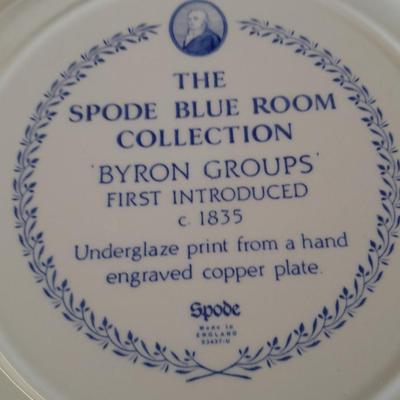 THE
SPODE BLUE ROOM
COLLECTION
'BYRON GROUPS'
FIRST INTRODUCED
c. 1835
Underglaze print from a hand
engraved copper plate.
Spode
Made in
ENGLAND